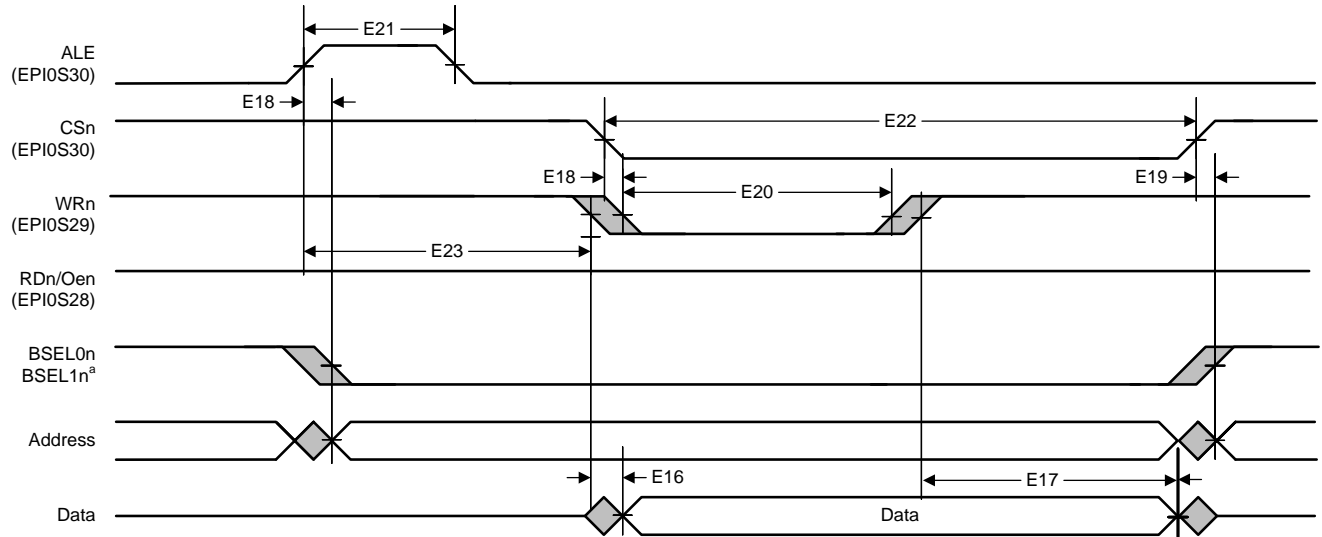 E21
ALE
(EPI0S30)
E18
CSn
(EPI0S30)
E22
E18
E20
E19
WRn
(EPI0S29)
E23
RDn/Oen
(EPI0S28)
BSEL0n
BSEL1nª
Address
E16
E17
Data
Data